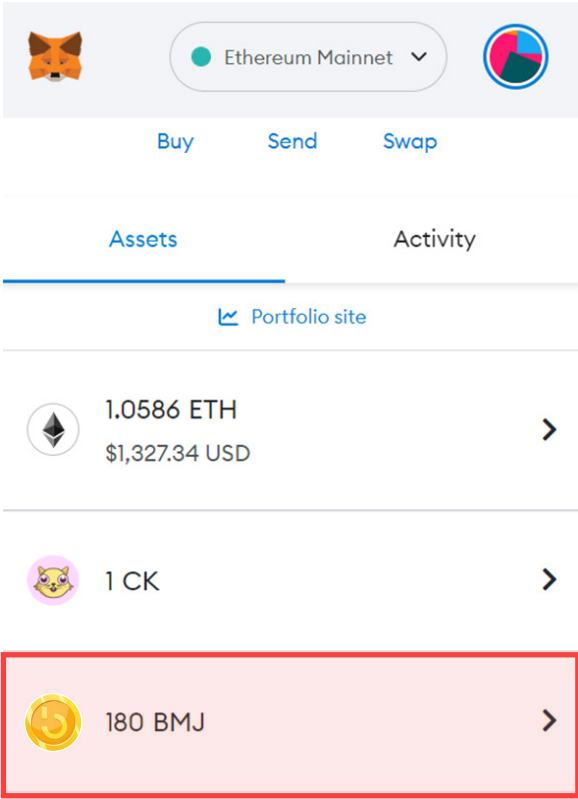 Ethereum Mainnet
Buy Send Swap
Assets Activity
Portfolio site
1.0586 ETH
$1,327.34 USD
1 CK
180 BMJ